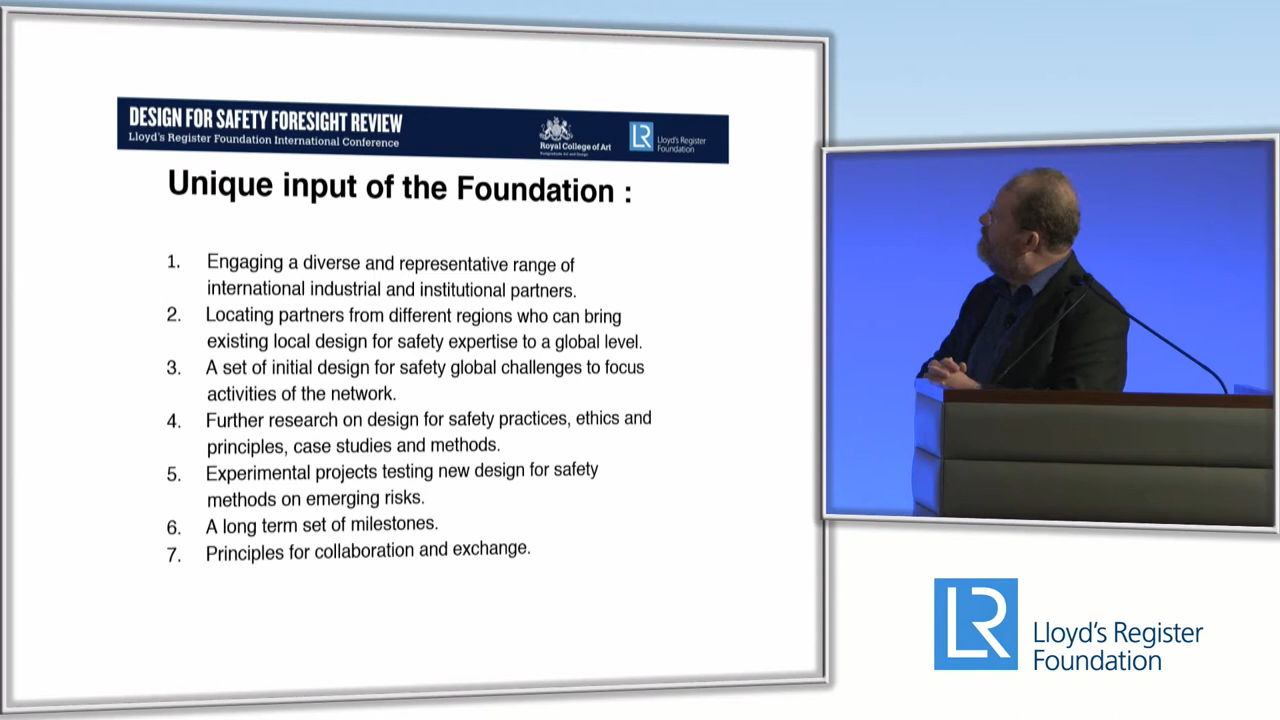 DESIGN FOR SAFETY FORESIGHT REVIEW
Lloyd's Register Foundation International Conference
Royal College of Art
Postgraduate Art and Design
LR
Lloyd's Register
Foundation
Unique input of the Foundation :
1. Engaging a diverse and representative range of
international industrial and institutional partners.
2. Locating partners from different regions who can bring
existing local design for safety expertise to a global level.
3. A set of initial design for safety global challenges to focus
activities of the network.
4. Further research on design for safety practices, ethics and
principles, case studies and methods.
5. Experimental projects testing new design for safety
methods on emerging risks.
6. A long term set of milestones.
7. Principles for collaboration and exchange.
LR
Lloyd's Register
Foundation